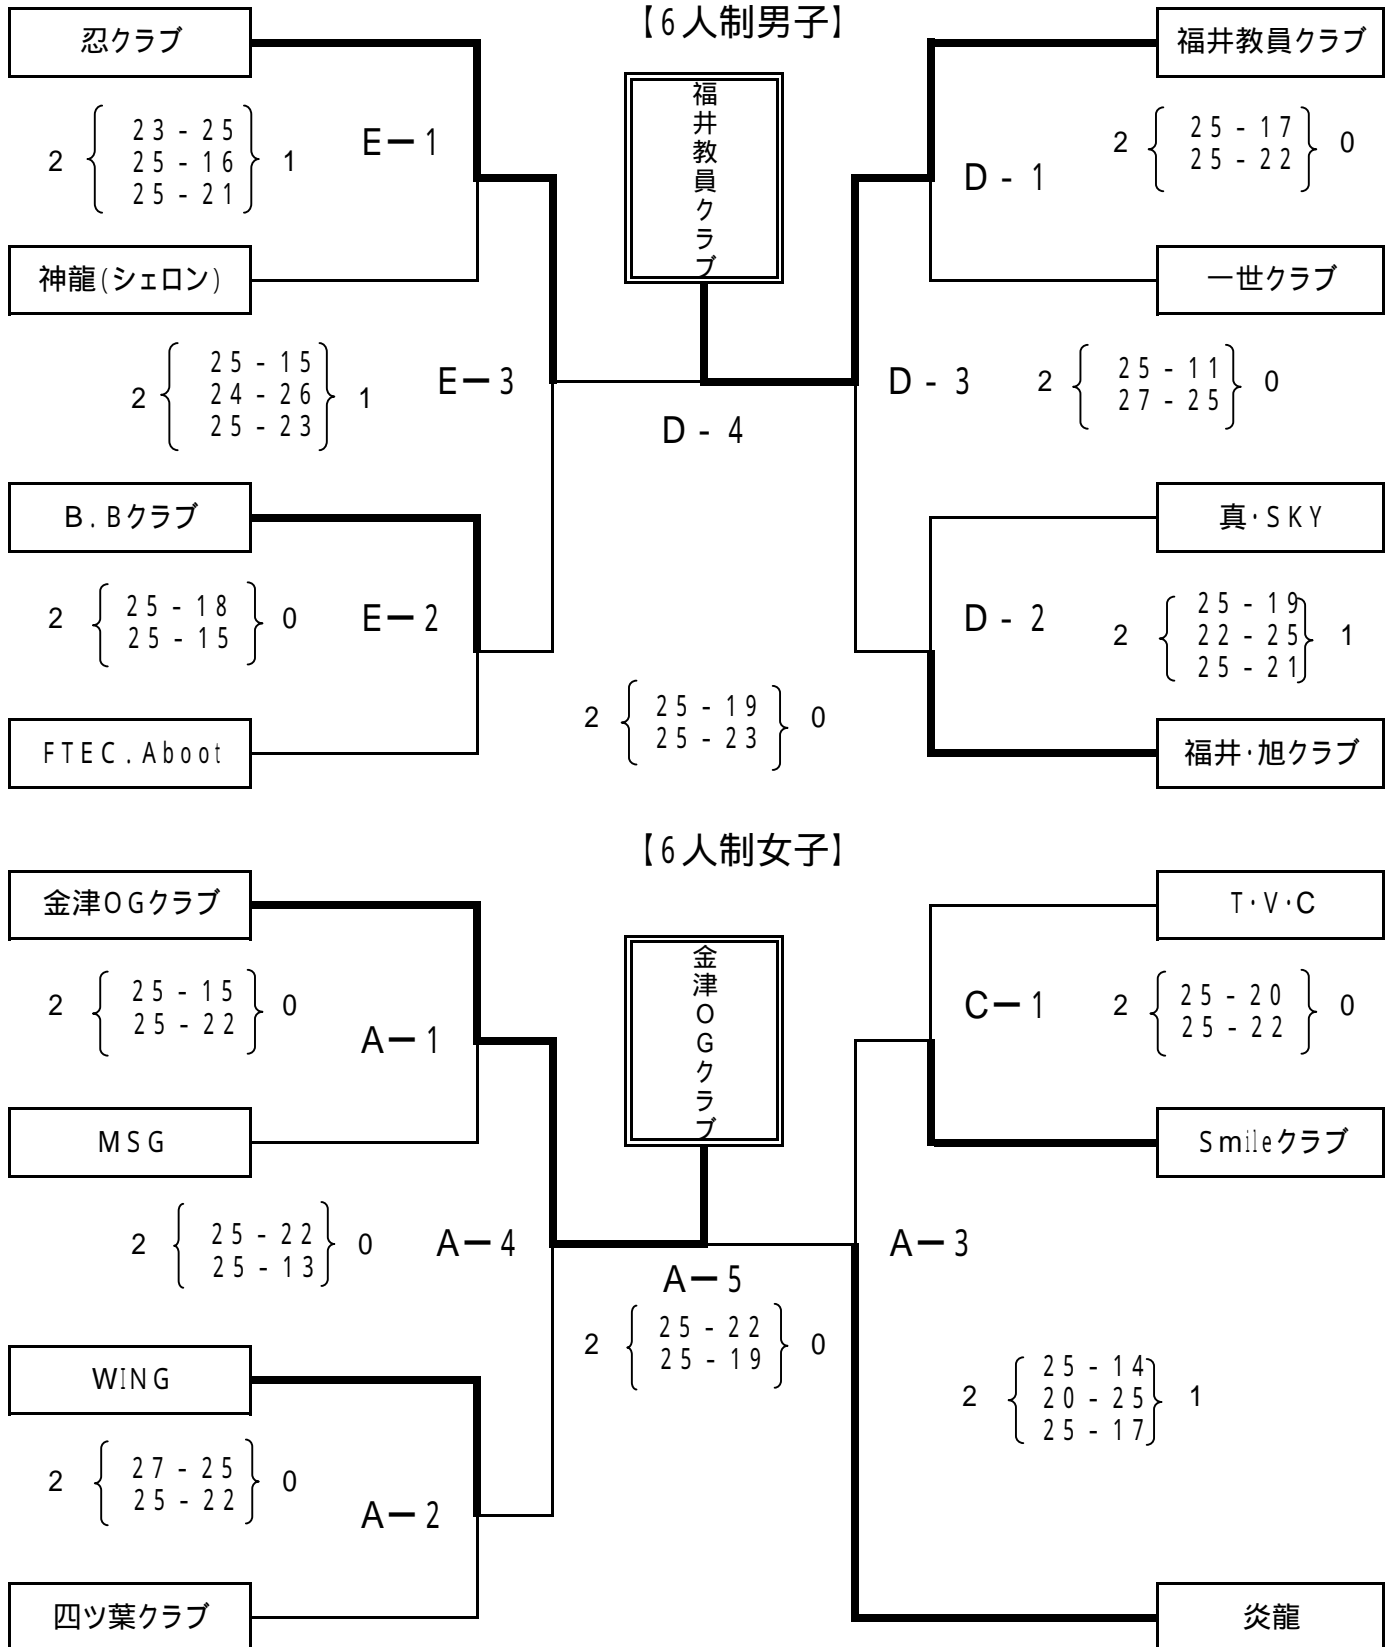 【6人制男子】
忍クラブ
福井教員クラブ
福井教員クラブ
2 { 23 - 25 } 1
25 - 16
25 - 21
E－1
D - 1
2 { 25 - 17 } 0
25 - 22
神龍(シェロン)
一世クラブ
2 { 25 - 15 } 1
24 - 26
25 - 23
E－3
D - 4
D - 3
2 { 25 - 11 } 0
27 - 25
B．Bクラブ
真・SKY
2 { 25 - 18 } 0
25 - 15
E－2
D - 2
2 { 25 - 19 } 1
22 - 25
25 - 21
2 { 25 - 19 } 0
25 - 23
FTEC．Aboot
福井・旭クラブ
【6人制女子】
金津OGクラブ
金津OGクラブ
T・V・C
2 { 25 - 15 } 0
25 - 22
A－1
C－1
2 { 25 - 20 } 0
25 - 22
MSG
Smileクラブ
2 { 25 - 22 } 0
25 - 13
A－4
A－5
A－3
2 { 25 - 22 } 0
25 - 19
WING
2 { 25 - 14 } 1
20 - 25
25 - 17
2 { 27 - 25 } 0
25 - 22
A－2
四ツ葉クラブ
炎龍